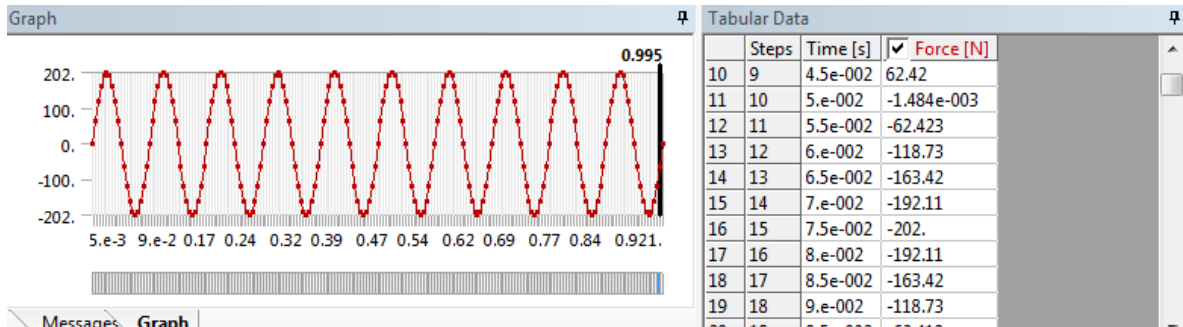 Graph
0.995
202.
100.
0.
-100.
-202.
5.e-3 9.e-2 0.17 0.24 0.32 0.39 0.47 0.54 0.62 0.69 0.77 0.84 0.921.
Messages Graph
Tabular Data
Steps Time [s] Force [N]
10 9 4.5e-002 62.42
11 10 5.e-002 -1.484e-003
12 11 5.5e-002 -62.423
13 12 6.e-002 -118.73
14 13 6.5e-002 -163.42
15 14 7.e-002 -192.11
16 15 7.5e-002 -202.
17 16 8.e-002 -192.11
18 17 8.5e-002 -163.42
19 18 9.e-002 -118.73